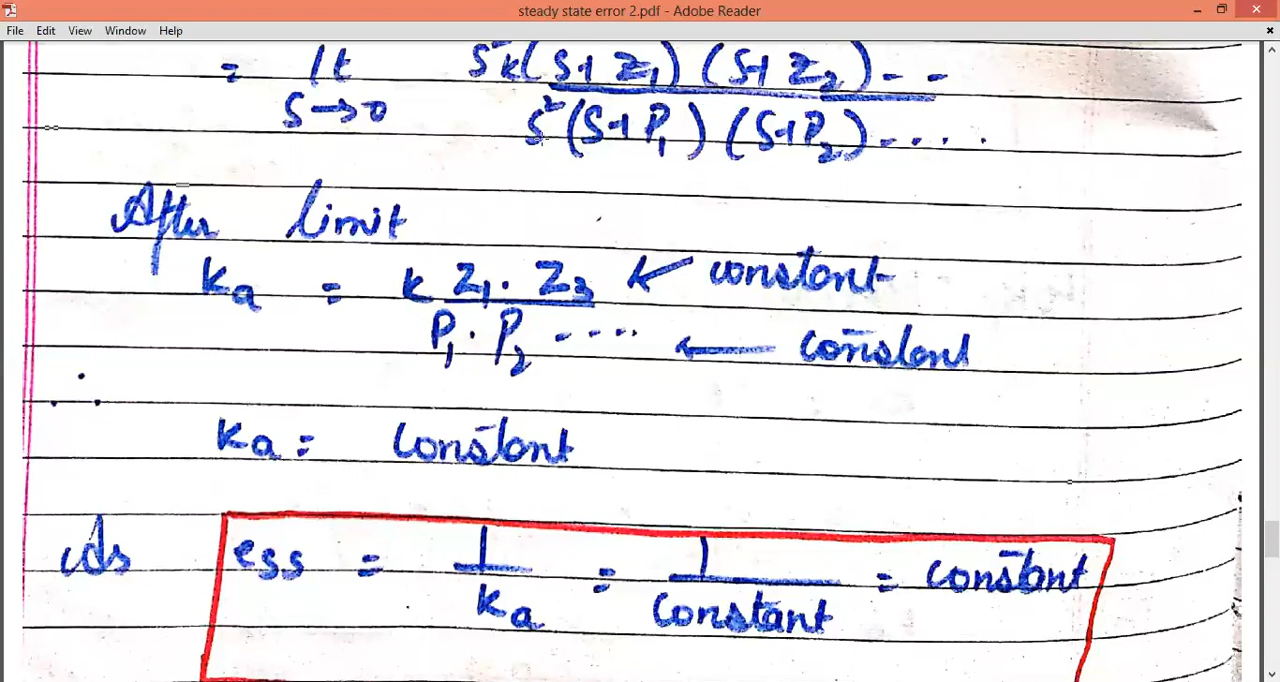 steady state error 2.pdf - Adobe Reader
File Edit View Window Help
= lt S→0 S²k(S+Z₁)(S+Z₂)--
S²(S+P₁)(S+P₂)....
After limit
ka = k Z₁. Z₃ ↙ constant
P₁. P₂ ---- ← constant
∴
ka = constant
As ess = 1/ka = 1/constant = constant